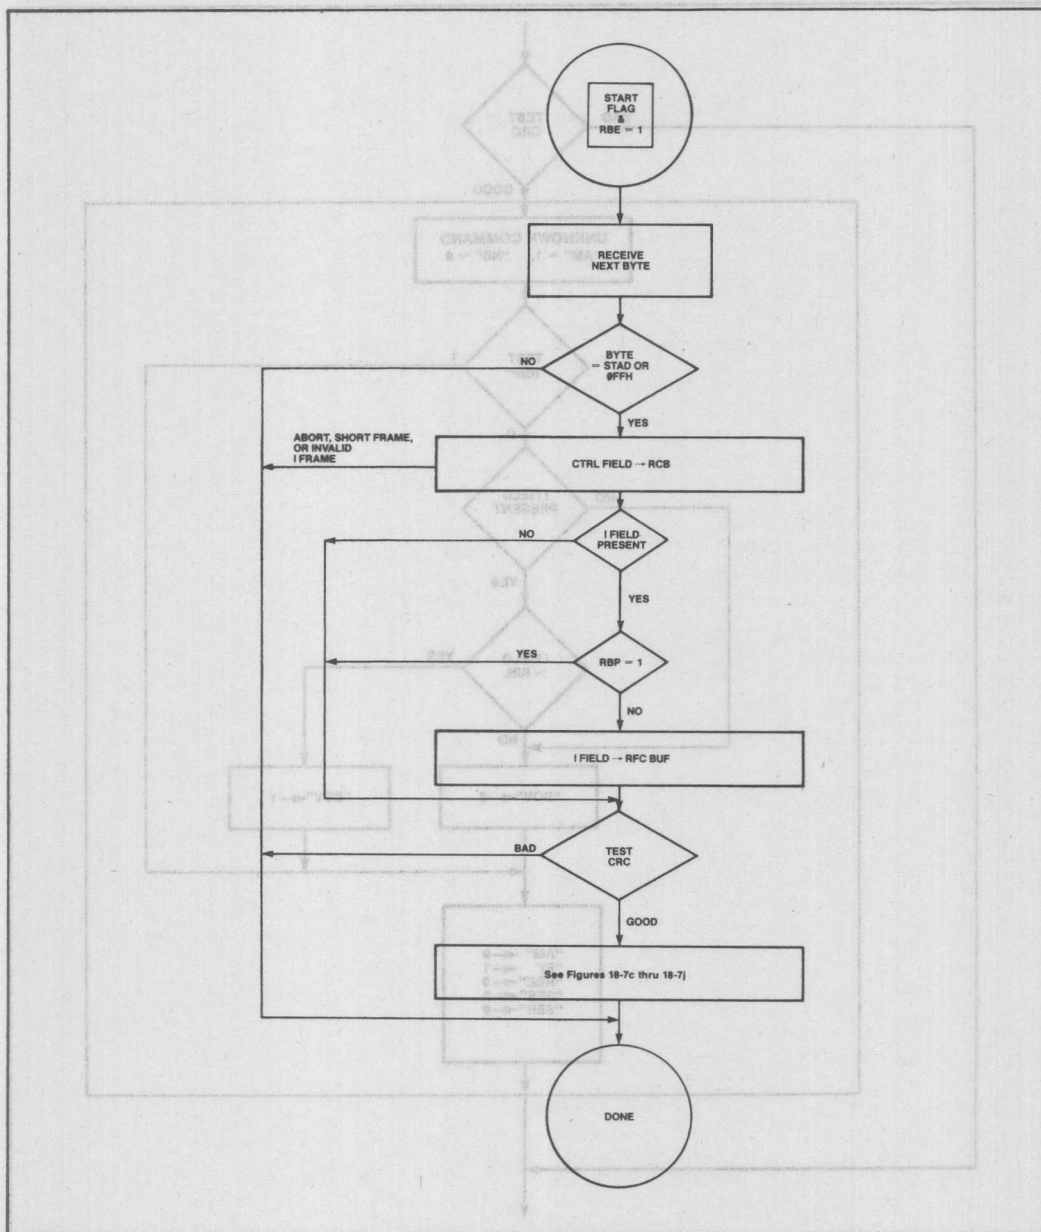 START
FLAG
&
RBE = 1
RECEIVE
NEXT BYTE
BYTE
= STAD OR
0FFH
NO
YES
ABORT, SHORT FRAME,
OR INVALID
I FRAME
CTRL FIELD → RCB
I FIELD
PRESENT
NO
YES
RBP = 1
YES
NO
I FIELD → RFC BUF
TEST
CRC
BAD
GOOD
See Figures 18-7c thru 18-7j
DONE